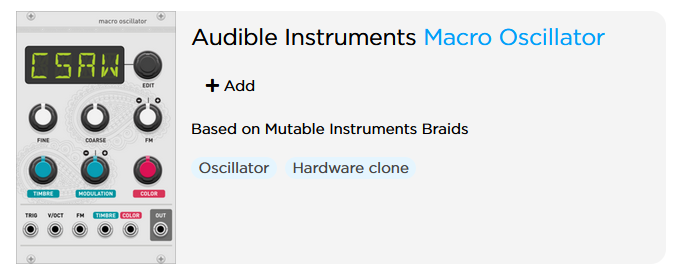 macro oscillator
CSAW
EDIT
FINE
COARSE
FM
TIMBRE
MODULATION
COLOR
TRIG V/OCT FM TIMBRE COLOR OUT
Audible Instruments Macro Oscillator
Add
Based on Mutable Instruments Braids
Oscillator Hardware clone